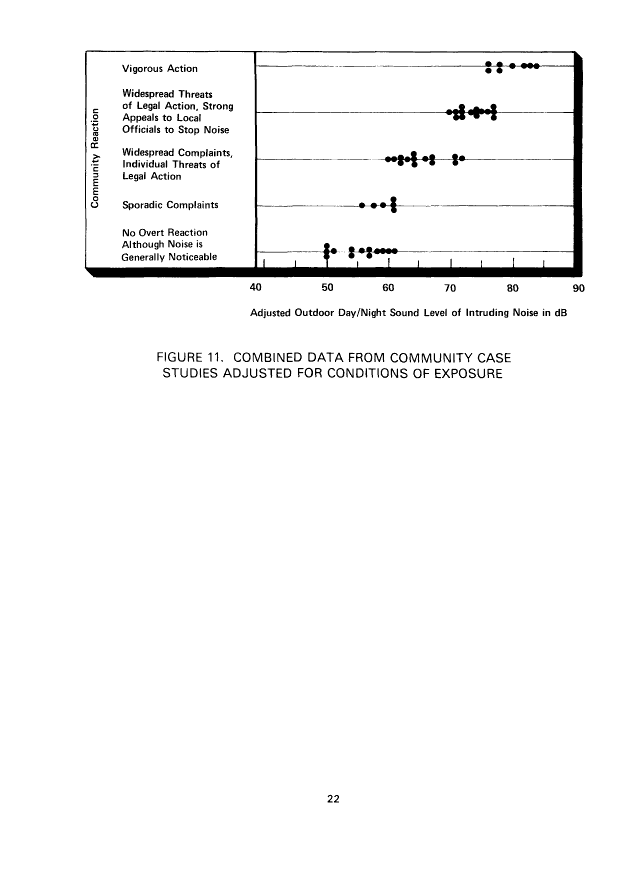 Community Reaction
Vigorous Action
Widespread Threats
of Legal Action, Strong
Appeals to Local
Officials to Stop Noise
Widespread Complaints,
Individual Threats of
Legal Action
Sporadic Complaints
No Overt Reaction
Although Noise is
Generally Noticeable
40 50 60 70 80 90
Adjusted Outdoor Day/Night Sound Level of Intruding Noise in dB
FIGURE 11. COMBINED DATA FROM COMMUNITY CASE
STUDIES ADJUSTED FOR CONDITIONS OF EXPOSURE
22